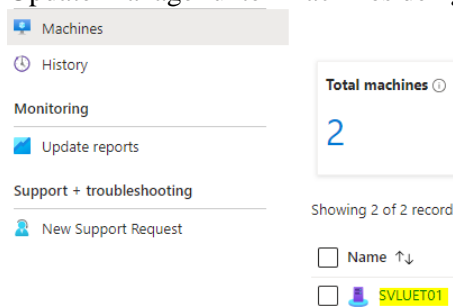 Machines
History
Monitoring
Update reports
Support + troubleshooting
New Support Request
Total machines
2
Showing 2 of 2 record
Name ↑↓
SVLUET01